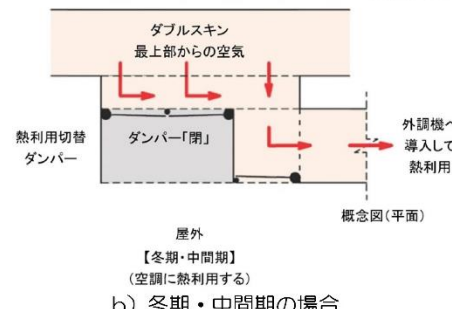 ダブルスキン
最上部からの空気
熱利用切替
ダンパー
ダンパー「閉」
外調機へ
導入して
熱利用
概念図(平面)
屋外
【冬期・中間期】
(空調に熱利用する)
b) 冬期・中間期の場合